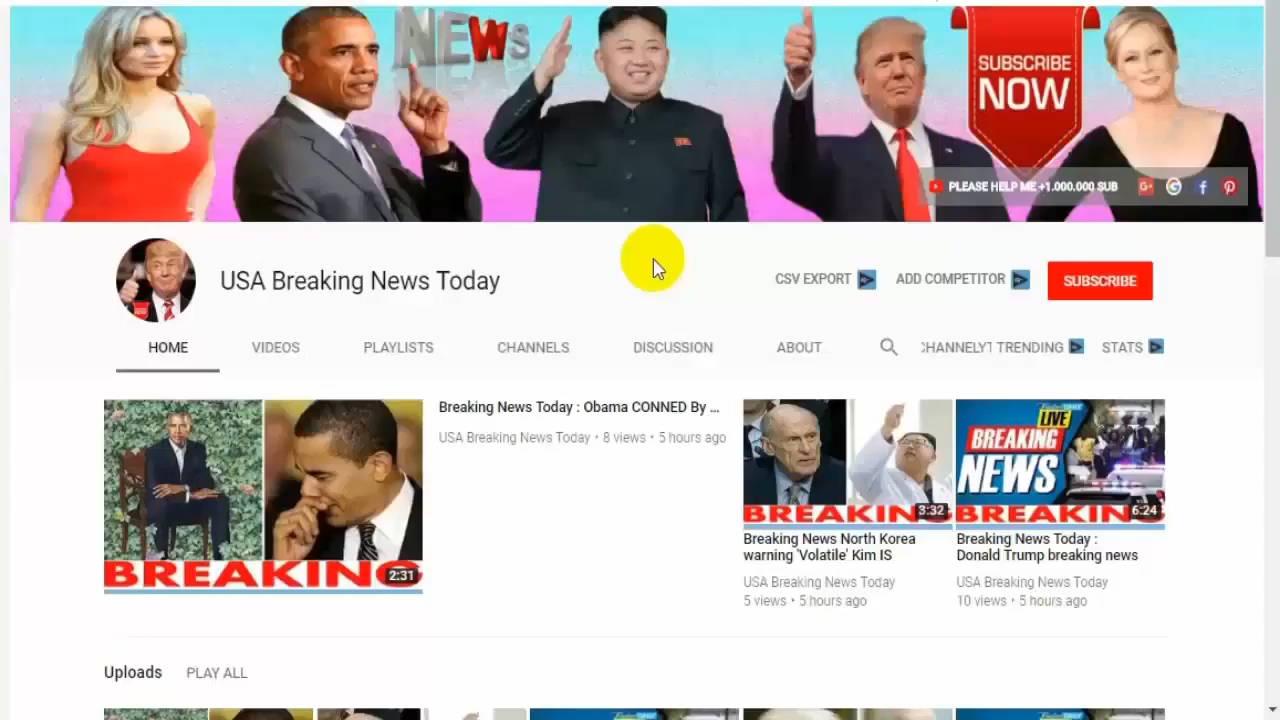 NEWS
SUBSCRIBE
NOW
PLEASE HELP ME +1.000.000 SUB
USA Breaking News Today
CSV EXPORT
ADD COMPETITOR
SUBSCRIBE
HOME
VIDEOS
PLAYLISTS
CHANNELS
DISCUSSION
ABOUT
CHANNELYT TRENDING
STATS
BREAKING
2:31
Breaking News Today : Obama CONNED By ...
USA Breaking News Today • 8 views • 5 hours ago
BREAKIN
3:32
Breaking News North Korea
warning 'Volatile' Kim IS
USA Breaking News Today
5 views • 5 hours ago
LIVE
BREAKING
NEWS
BREAKIN
6:24
Breaking News Today :
Donald Trump breaking news
USA Breaking News Today
10 views • 5 hours ago
Uploads
PLAY ALL